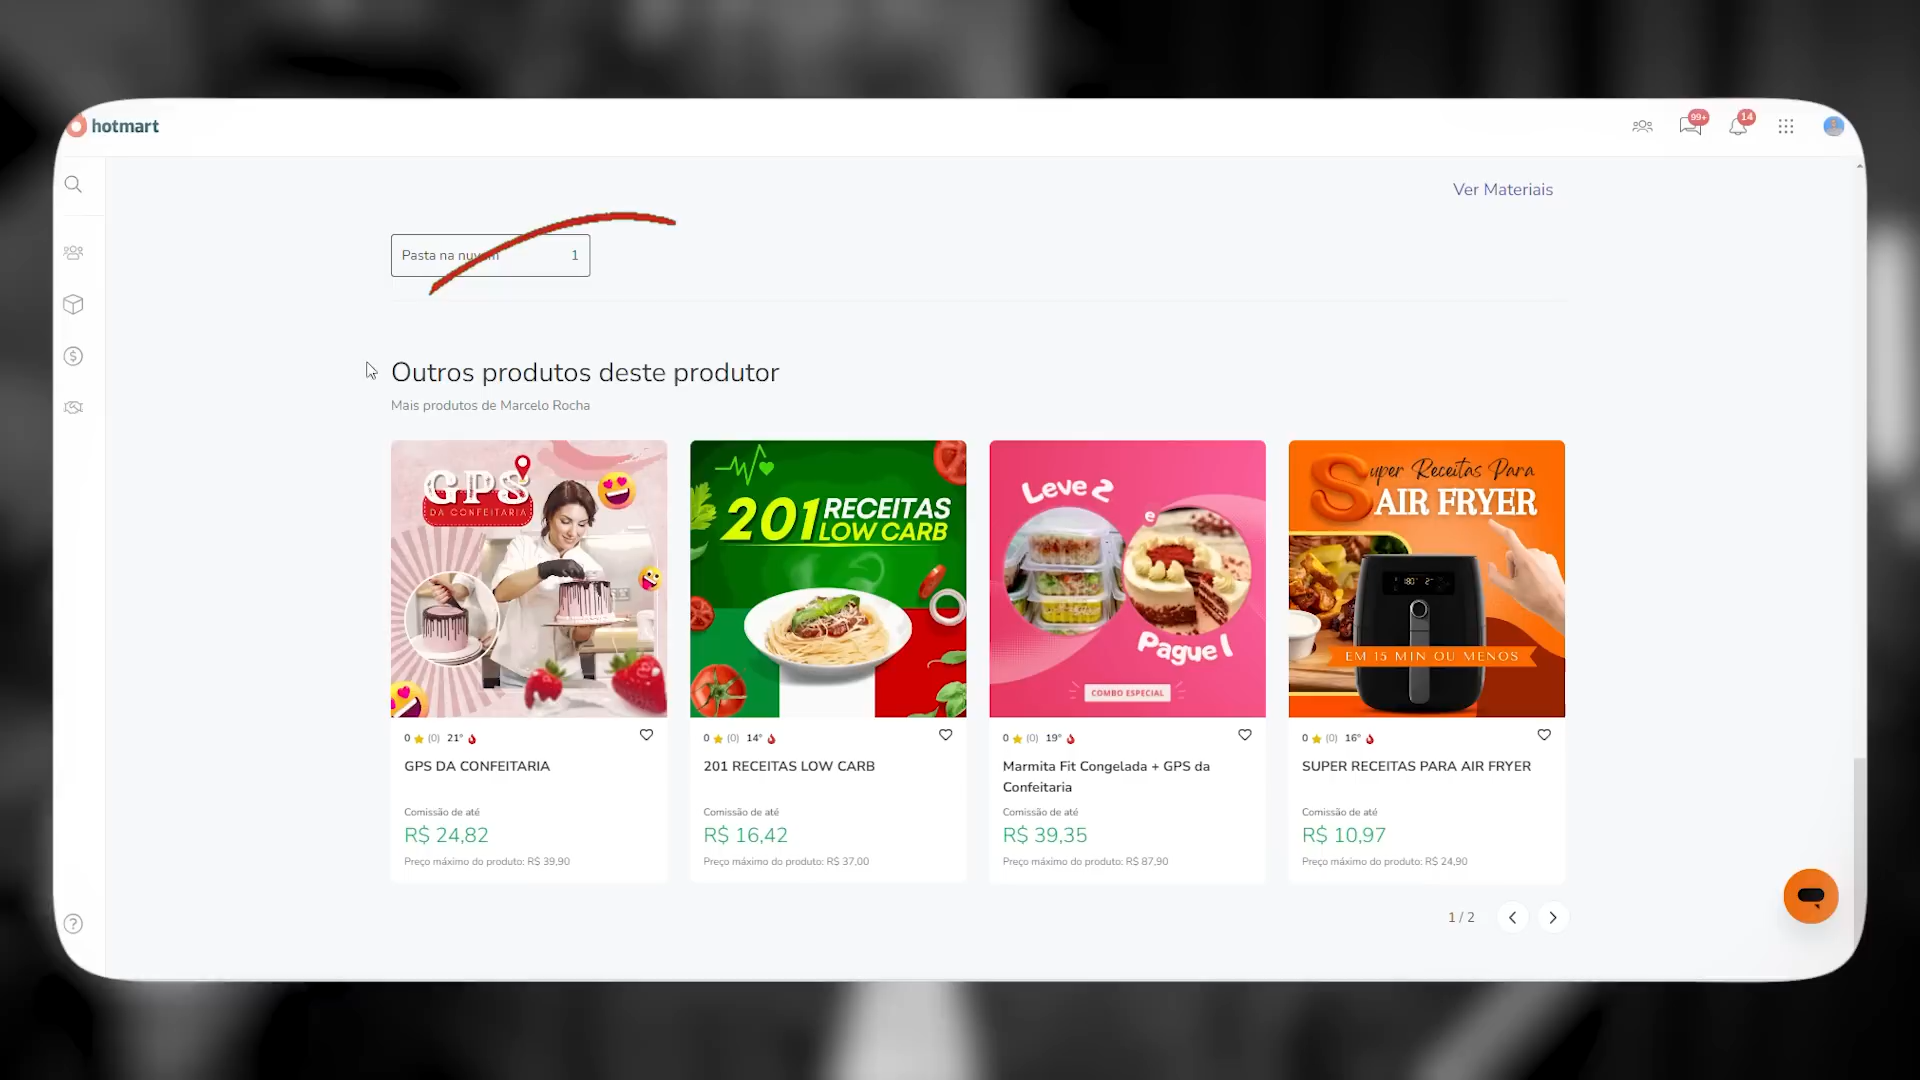 hotmart
99+
14
Ver Materiais
Pasta na nuvem 1
Outros produtos deste produtor
Mais produtos de Marcelo Rocha
GPS
DA CONFEITARIA
201 RECEITAS
LOW CARB
Leve 2
e
Pague 1
COMBO ESPECIAL
Super Receitas Para
AIR FRYER
180° 2
EM 15 MIN OU MENOS
0 (0) 21°
0 (0) 14°
0 (0) 19°
0 (0) 16°
GPS DA CONFEITARIA
201 RECEITAS LOW CARB
Marmita Fit Congelada + GPS da
Confeitaria
SUPER RECEITAS PARA AIR FRYER
Comissão de até
R$ 24,82
Preço máximo do produto: R$ 39,90
Comissão de até
R$ 16,42
Preço máximo do produto: R$ 37,00
Comissão de até
R$ 39,35
Preço máximo do produto: R$ 87,90
Comissão de até
R$ 10,97
Preço máximo do produto: R$ 24,90
1 / 2